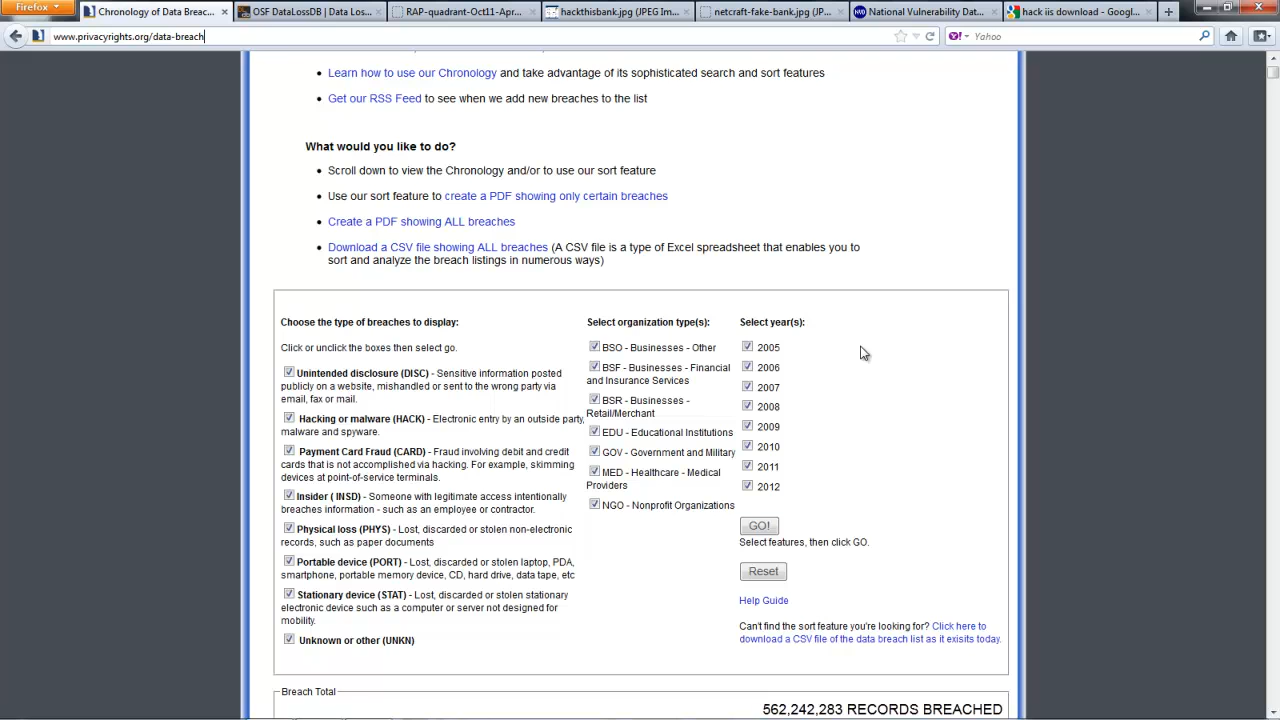 Firefox
Chronology of Data Breac...
OSF DataLossDB | Data Los...
RAP-quadrant-Oct11-Apr...
hackthisbank.jpg (JPEG Im...
netcraft-fake-bank.jpg (JP...
National Vulnerability Dat...
hack iis download - Googl...
www.privacyrights.org/data-breach
Yahoo
Learn how to use our Chronology and take advantage of its sophisticated search and sort features
Get our RSS Feed to see when we add new breaches to the list
What would you like to do?
Scroll down to view the Chronology and/or to use our sort feature
Use our sort feature to create a PDF showing only certain breaches
Create a PDF showing ALL breaches
Download a CSV file showing ALL breaches (A CSV file is a type of Excel spreadsheet that enables you to
sort and analyze the breach listings in numerous ways)
Choose the type of breaches to display:
Click or unclick the boxes then select go.
Unintended disclosure (DISC) - Sensitive information posted
publicly on a website, mishandled or sent to the wrong party via
email, fax or mail.
Hacking or malware (HACK) - Electronic entry by an outside party,
malware and spyware.
Payment Card Fraud (CARD) - Fraud involving debit and credit
cards that is not accomplished via hacking. For example, skimming
devices at point-of-service terminals.
Insider ( INSD) - Someone with legitimate access intentionally
breaches information - such as an employee or contractor.
Physical loss (PHYS) - Lost, discarded or stolen non-electronic
records, such as paper documents
Portable device (PORT) - Lost, discarded or stolen laptop, PDA,
smartphone, portable memory device, CD, hard drive, data tape, etc
Stationary device (STAT) - Lost, discarded or stolen stationary
electronic device such as a computer or server not designed for
mobility.
Unknown or other (UNKN)
Select organization type(s):
BSO - Businesses - Other
BSF - Businesses - Financial
and Insurance Services
BSR - Businesses -
Retail/Merchant
EDU - Educational Institutions
GOV - Government and Military
MED - Healthcare - Medical
Providers
NGO - Nonprofit Organizations
Select year(s):
2005
2006
2007
2008
2009
2010
2011
2012
GO!
Select features, then click GO.
Reset
Help Guide
Can't find the sort feature you're looking for? Click here to
download a CSV file of the data breach list as it exisits today.
Breach Total
562,242,283 RECORDS BREACHED